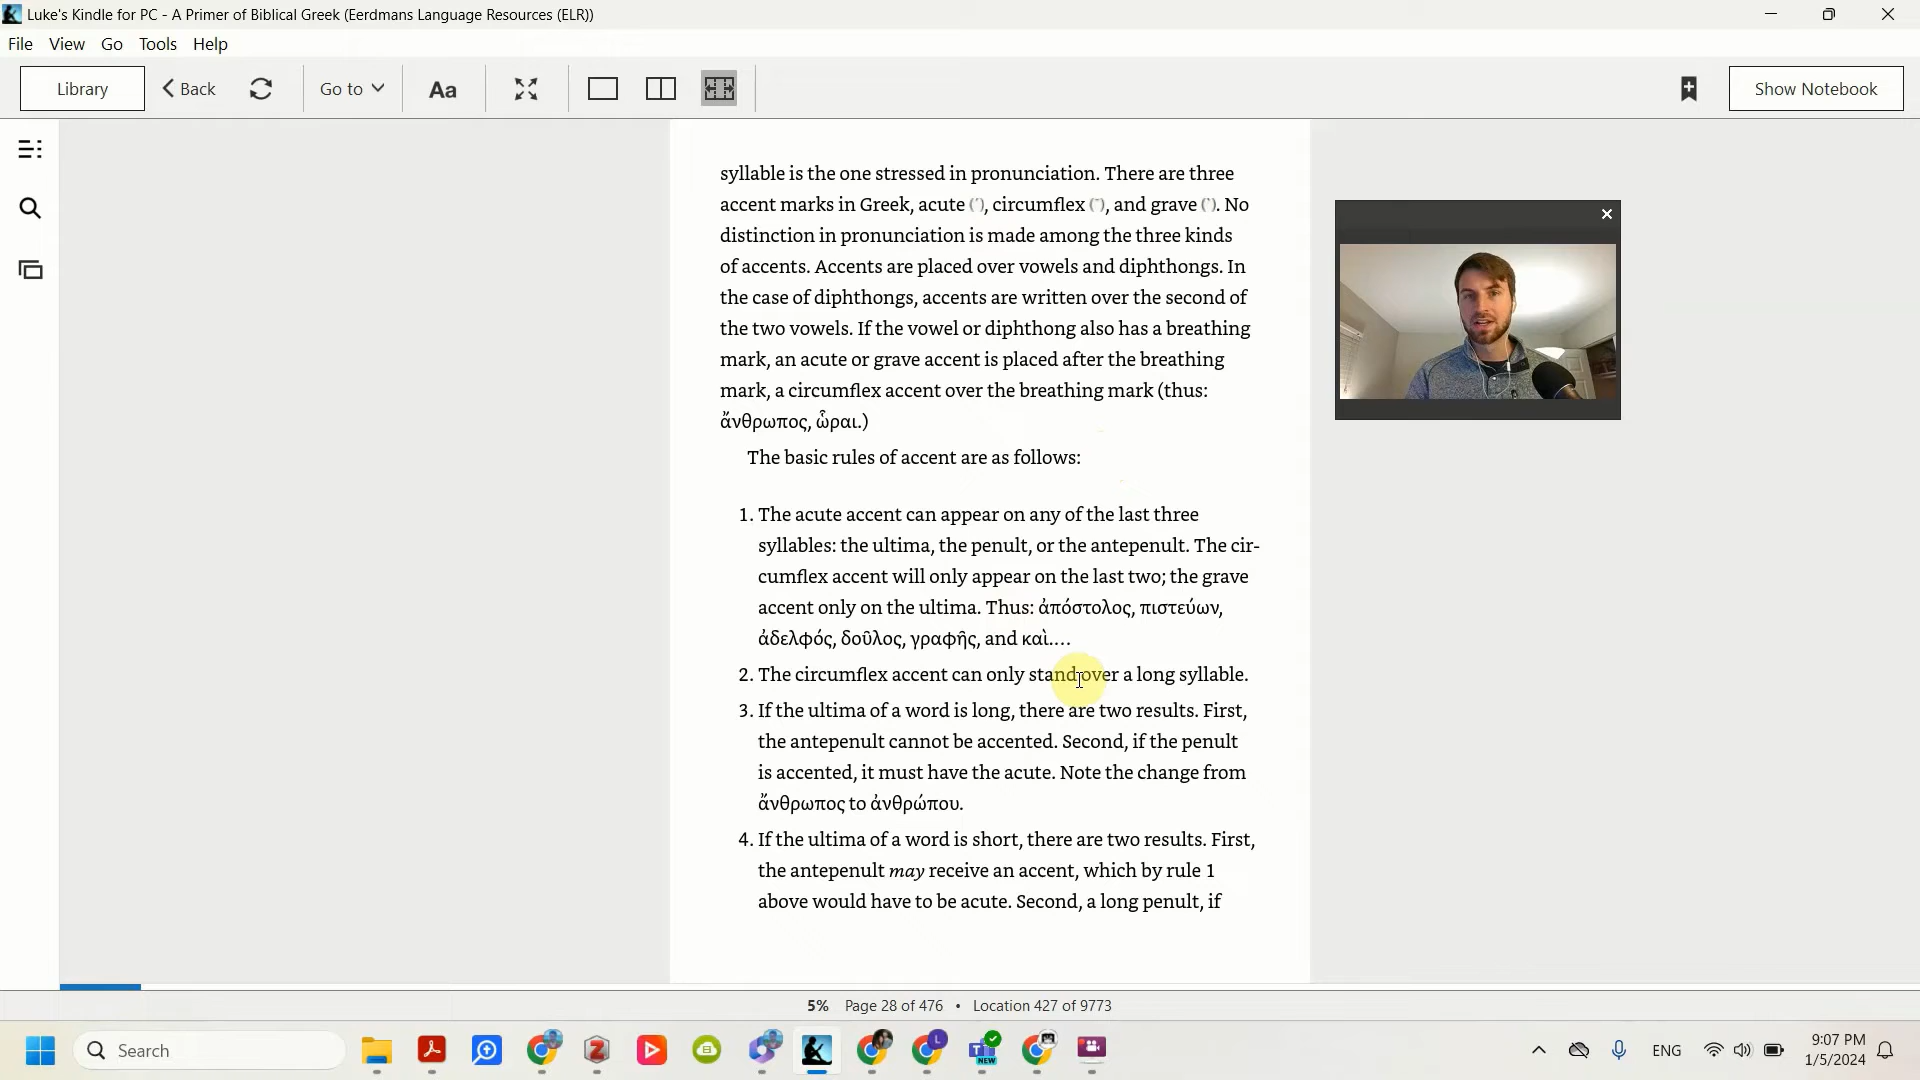 Luke's Kindle for PC - A Primer of Biblical Greek (Eerdmans Language Resources (ELR))
File View Go Tools Help
Library Back Go to Aa Show Notebook
syllable is the one stressed in pronunciation. There are three
accent marks in Greek, acute (´), circumflex (῀), and grave (`). No
distinction in pronunciation is made among the three kinds
of accents. Accents are placed over vowels and diphthongs. In
the case of diphthongs, accents are written over the second of
the two vowels. If the vowel or diphthong also has a breathing
mark, an acute or grave accent is placed after the breathing
mark, a circumflex accent over the breathing mark (thus:
ἄνθρωπος, ὧραι.)
The basic rules of accent are as follows:
1. The acute accent can appear on any of the last three
syllables: the ultima, the penult, or the antepenult. The cir-
cumflex accent will only appear on the last two; the grave
accent only on the ultima. Thus: ἀπόστολος, πιστεύων,
ἀδελφός, δοῦλος, γραφῆς, and καὶ....
2. The circumflex accent can only stand over a long syllable.
3. If the ultima of a word is long, there are two results. First,
the antepenult cannot be accented. Second, if the penult
is accented, it must have the acute. Note the change from
ἄνθρωπος to ἀνθρώπου.
4. If the ultima of a word is short, there are two results. First,
the antepenult may receive an accent, which by rule 1
above would have to be acute. Second, a long penult, if
5% Page 28 of 476 • Location 427 of 9773
Search
L
NEW
ENG
9:07 PM
1/5/2024